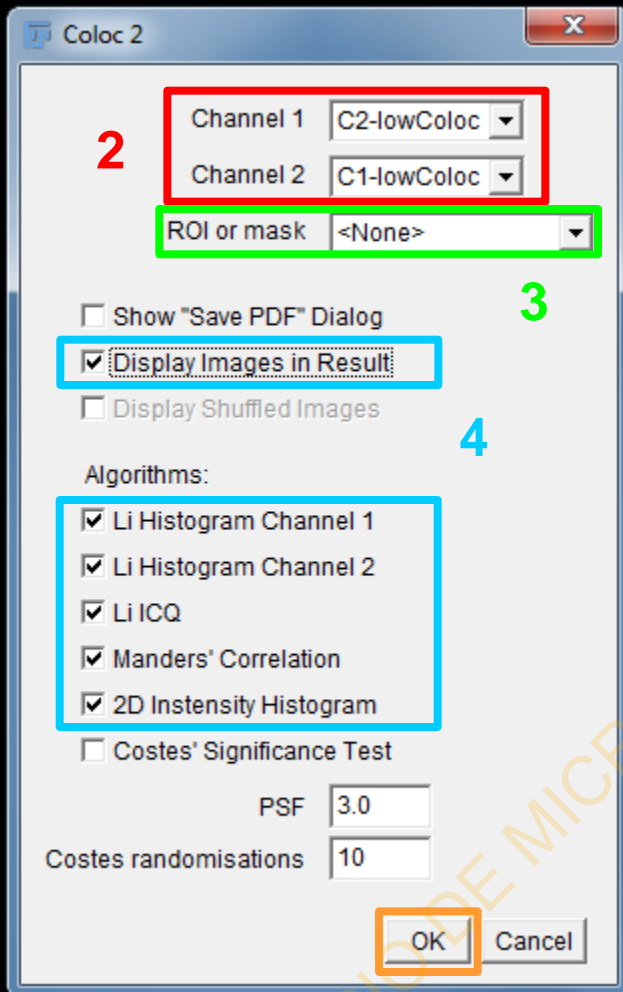 Coloc 2
2
Channel 1 C2-lowColoc
Channel 2 C1-lowColoc
ROI or mask <None>
3
Show "Save PDF" Dialog
Display Images in Result
Display Shuffled Images
4
Algorithms:
Li Histogram Channel 1
Li Histogram Channel 2
Li ICQ
Manders' Correlation
2D Instensity Histogram
Costes' Significance Test
PSF 3.0
Costes randomisations 10
OK Cancel
DE